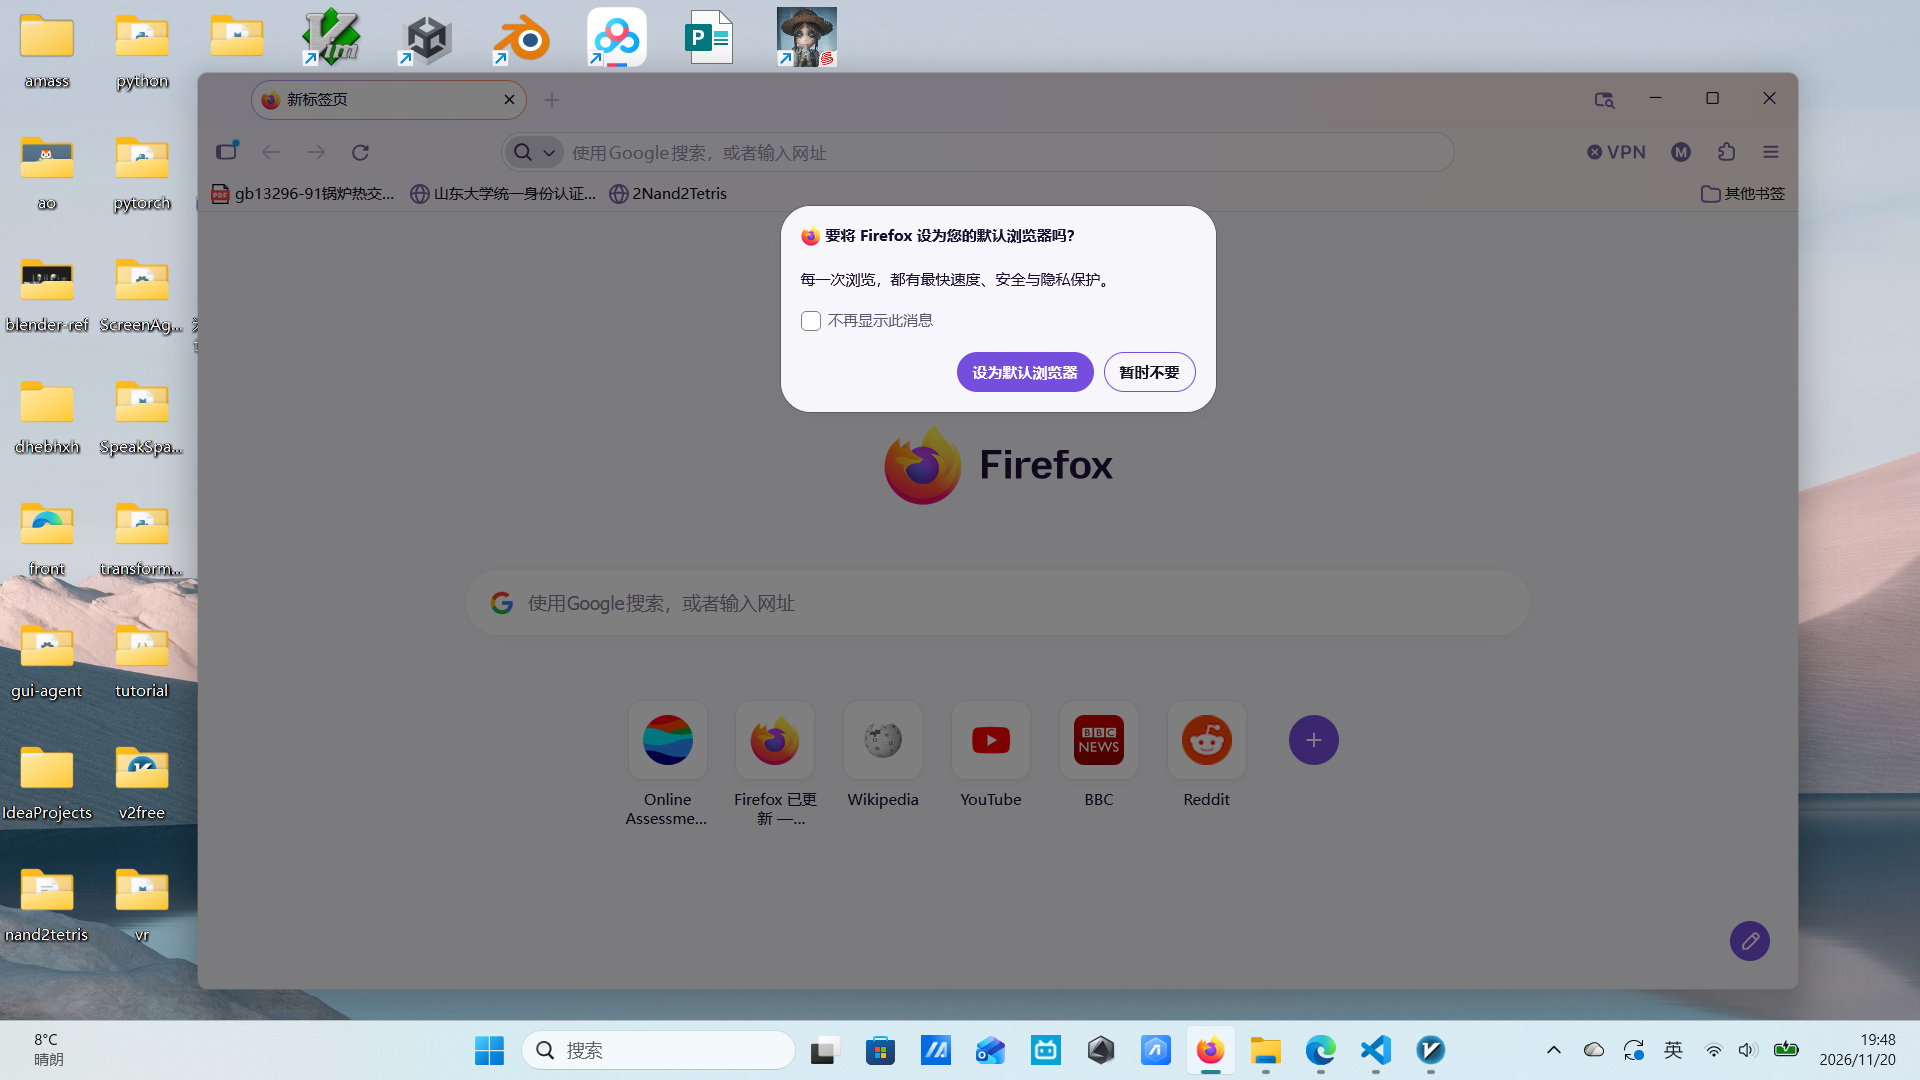 amass
python
ao
pytorch
blender-ref
ScreenAg...
dhebhxh
SpeakSpa...
front
transform...
gui-agent
tutorial
IdeaProjects
v2free
nand2tetris
vr
新标签页
使用Google搜索，或者输入网址
VPN
M
gb13296-91锅炉热交...
山东大学统一身份认证...
2Nand2Tetris
其他书签
要将 Firefox 设为您的默认浏览器吗？
每一次浏览，都有最快速度、安全与隐私保护。
不再显示此消息
设为默认浏览器
暂时不要
Firefox
使用Google搜索，或者输入网址
BBC
NEWS
Online
Assessme...
Firefox 已更
新 —...
Wikipedia
YouTube
BBC
Reddit
8°C
晴朗
搜索
英
19:48
2026/11/20